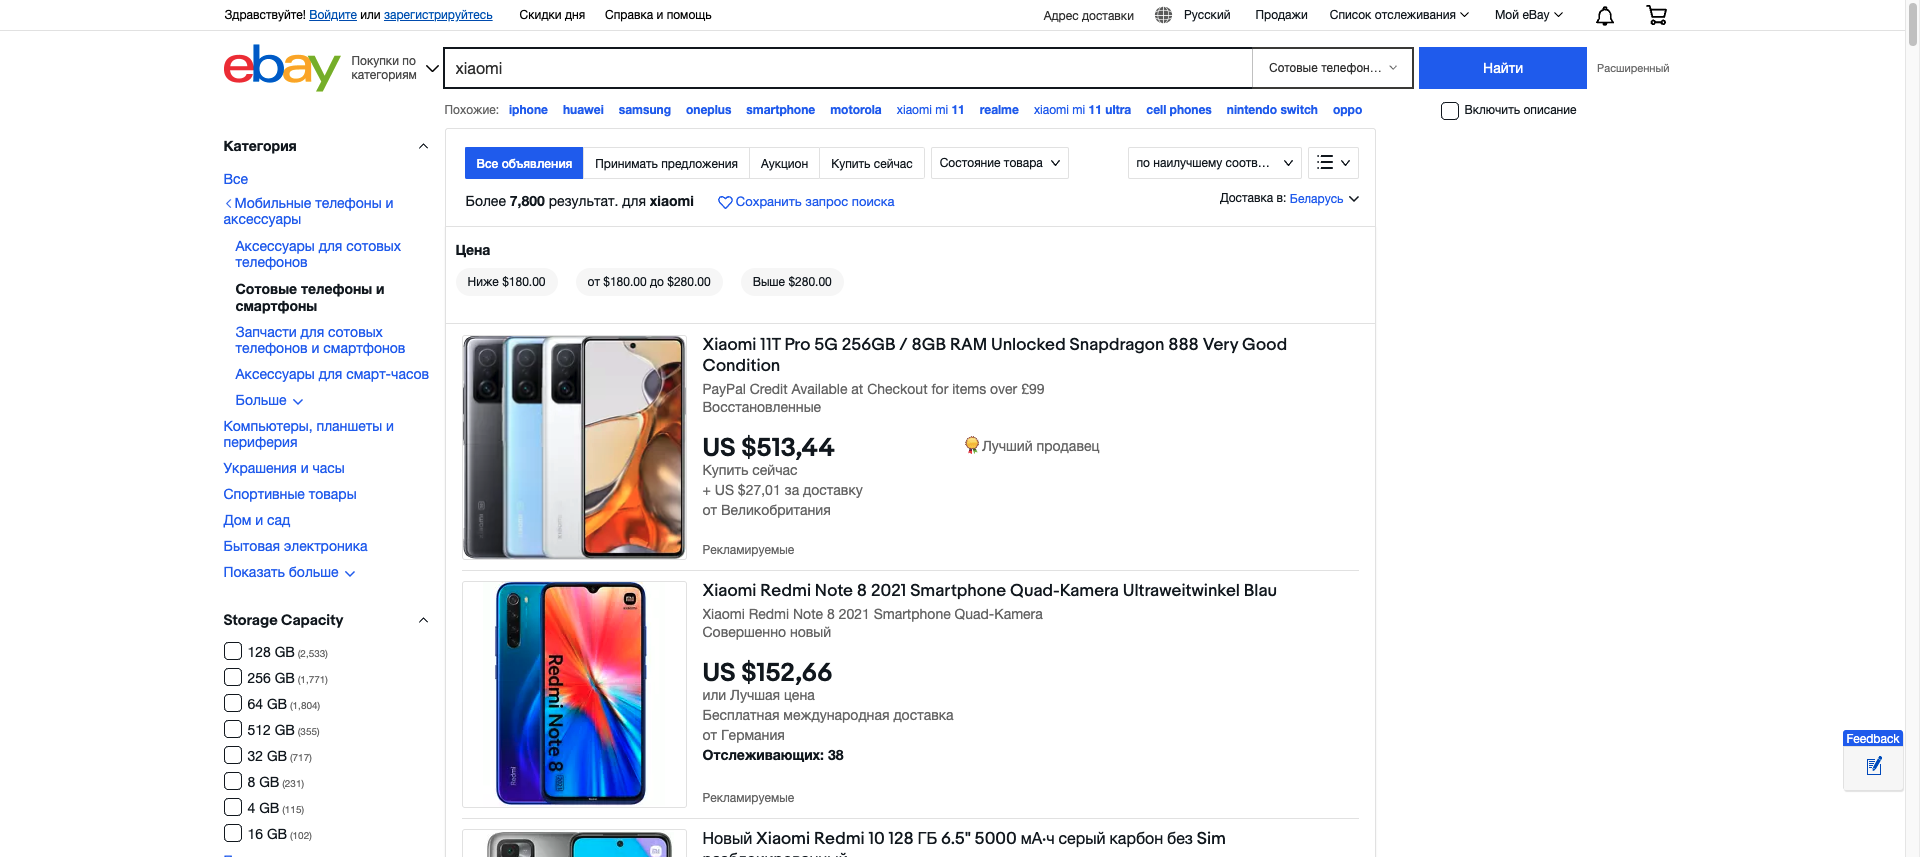 Здравствуйте! Войдите или зарегистрируйтесь Скидки дня Справка и помощь Адрес доставки Русский Продажи Список отслеживания Мой eBay
ebay Покупки по категориям xiaomi Сотовые телефон... Найти Расширенный
Похожие: iphone huawei samsung oneplus smartphone motorola xiaomi mi 11 realme xiaomi mi 11 ultra cell phones nintendo switch oppo Включить описание
Категория
Все
Мобильные телефоны и
аксессуары
Аксессуары для сотовых
телефонов
Сотовые телефоны и
смартфоны
Запчасти для сотовых
телефонов и смартфонов
Аксессуары для смарт-часов
Больше
Компьютеры, планшеты и
периферия
Украшения и часы
Спортивные товары
Дом и сад
Бытовая электроника
Показать больше
Storage Capacity
128 GB (2,533)
256 GB (1,771)
64 GB (1,804)
512 GB (355)
32 GB (717)
8 GB (231)
4 GB (115)
16 GB (102)
Все объявления Принимать предложения Аукцион Купить сейчас Состояние товара по наилучшему соотв...
Более 7,800 результат. для xiaomi Сохранить запрос поиска Доставка в: Беларусь
Цена
Ниже $180.00 от $180.00 до $280.00 Выше $280.00
Xiaomi 11T Pro 5G 256GB / 8GB RAM Unlocked Snapdragon 888 Very Good
Condition
PayPal Credit Available at Checkout for items over £99
Восстановленные
US $513,44 Лучший продавец
Купить сейчас
+ US $27,01 за доставку
от Великобритания
Рекламируемые
Redmi
Redmi Note 8
Xiaomi Redmi Note 8 2021 Smartphone Quad-Kamera Ultraweitwinkel Blau
Xiaomi Redmi Note 8 2021 Smartphone Quad-Kamera
Совершенно новый
US $152,66
или Лучшая цена
Бесплатная международная доставка
от Германия
Отслеживающих: 38
Рекламируемые
Новый Xiaomi Redmi 10 128 ГБ 6.5" 5000 мА·ч серый карбон без Sim
Feedback